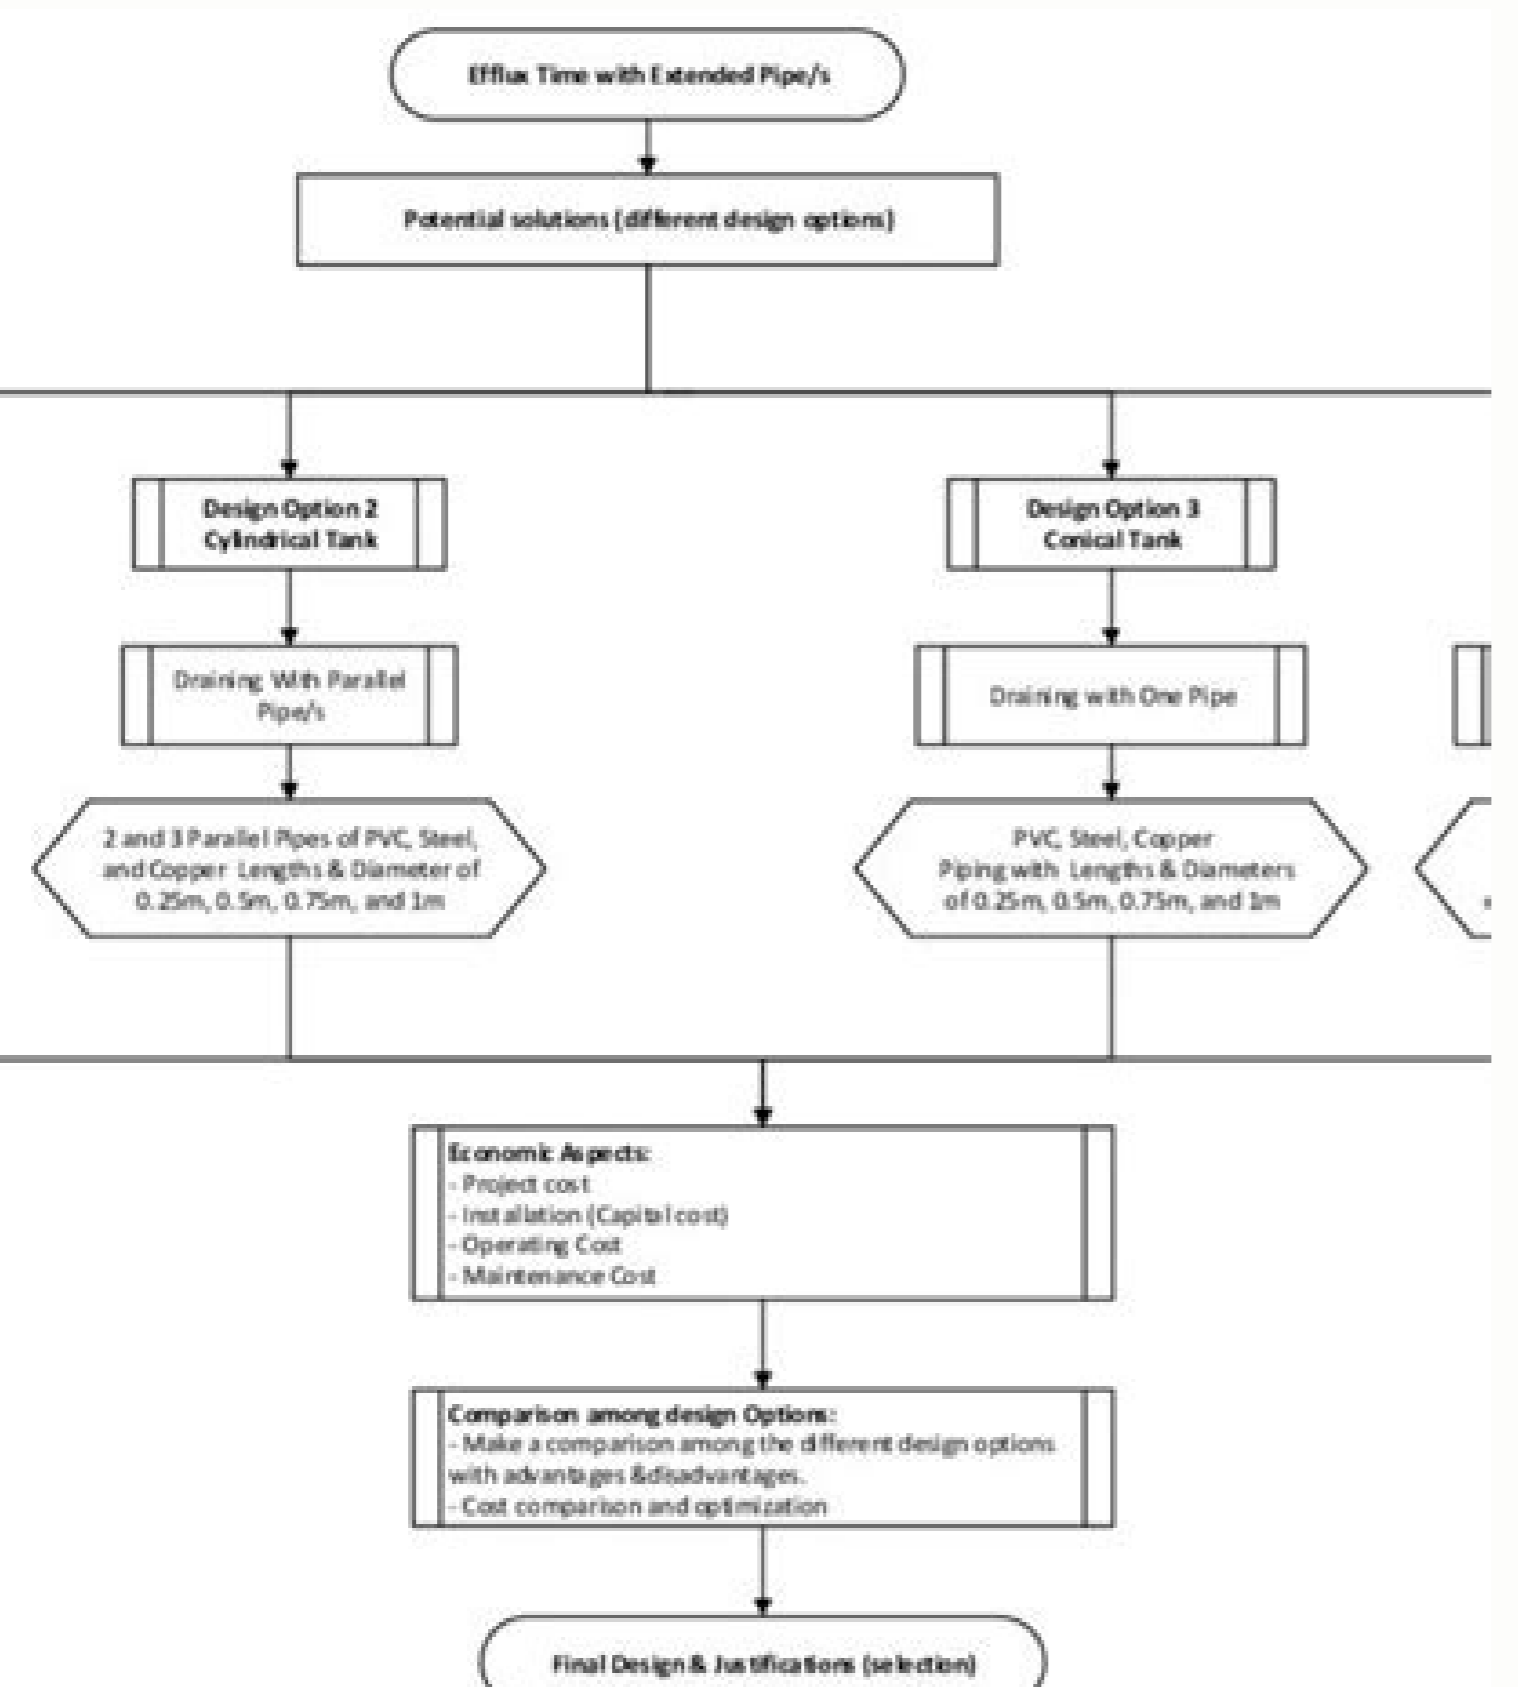 Efflux Time with Extended Pipe/s
Potential solutions (different design options)
Design Option 2
Cylindrical Tank
Design Option 3
Conical Tank
Draining With Parallel
Pipe/s
Draining with One Pipe
2 and 3 Parallel Pipes of PVC, Steel,
and Copper Lengths & Diameter of
0.25m, 0.5m, 0.75m, and 1m
PVC, Steel, Copper
Piping with Lengths & Diameters
of 0.25m, 0.5m, 0.75m, and 1m
Economic Aspects:
- Project cost
- Installation (Capital cost)
- Operating Cost
- Maintenance Cost
Comparison among design Options:
- Make a comparison among the different design options
with advantages &disadvantages.
- Cost comparison and optimization
Final Design & Justifications (selection)